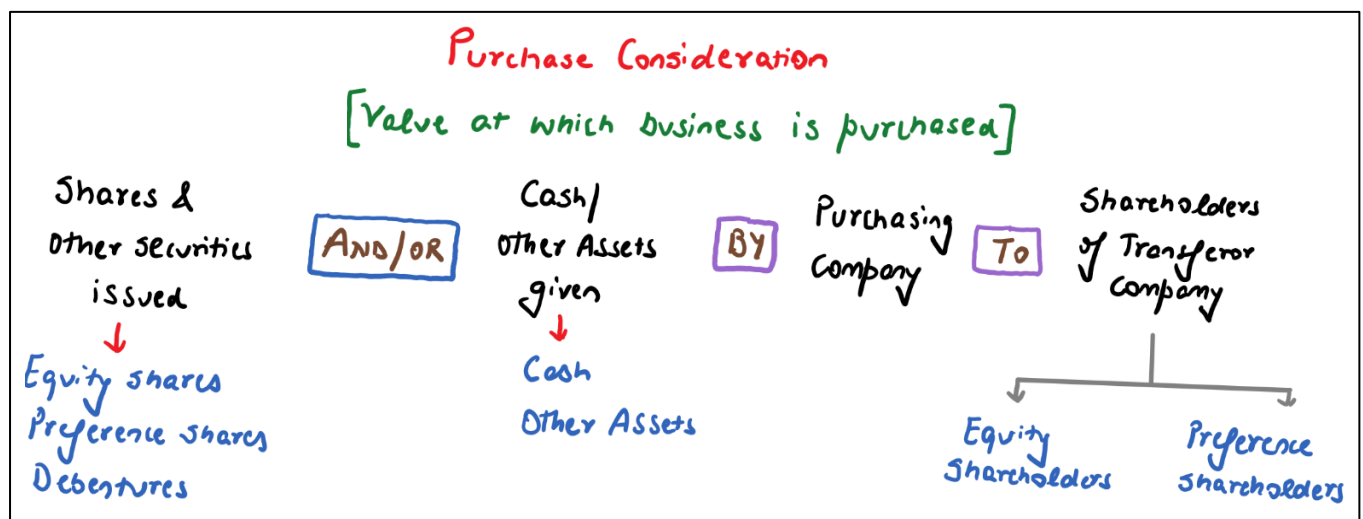 Purchase Consideration
[Value at which business is purchased]
Shares &
Other securities
issued
AND/OR
Cash/
Other Assets
given
BY
Purchasing
Company
TO
Shareholders
of Transferor
Company
Equity shares
Preference shares
Debentures
Cash
Other Assets
Equity
shareholders
Preference
shareholders